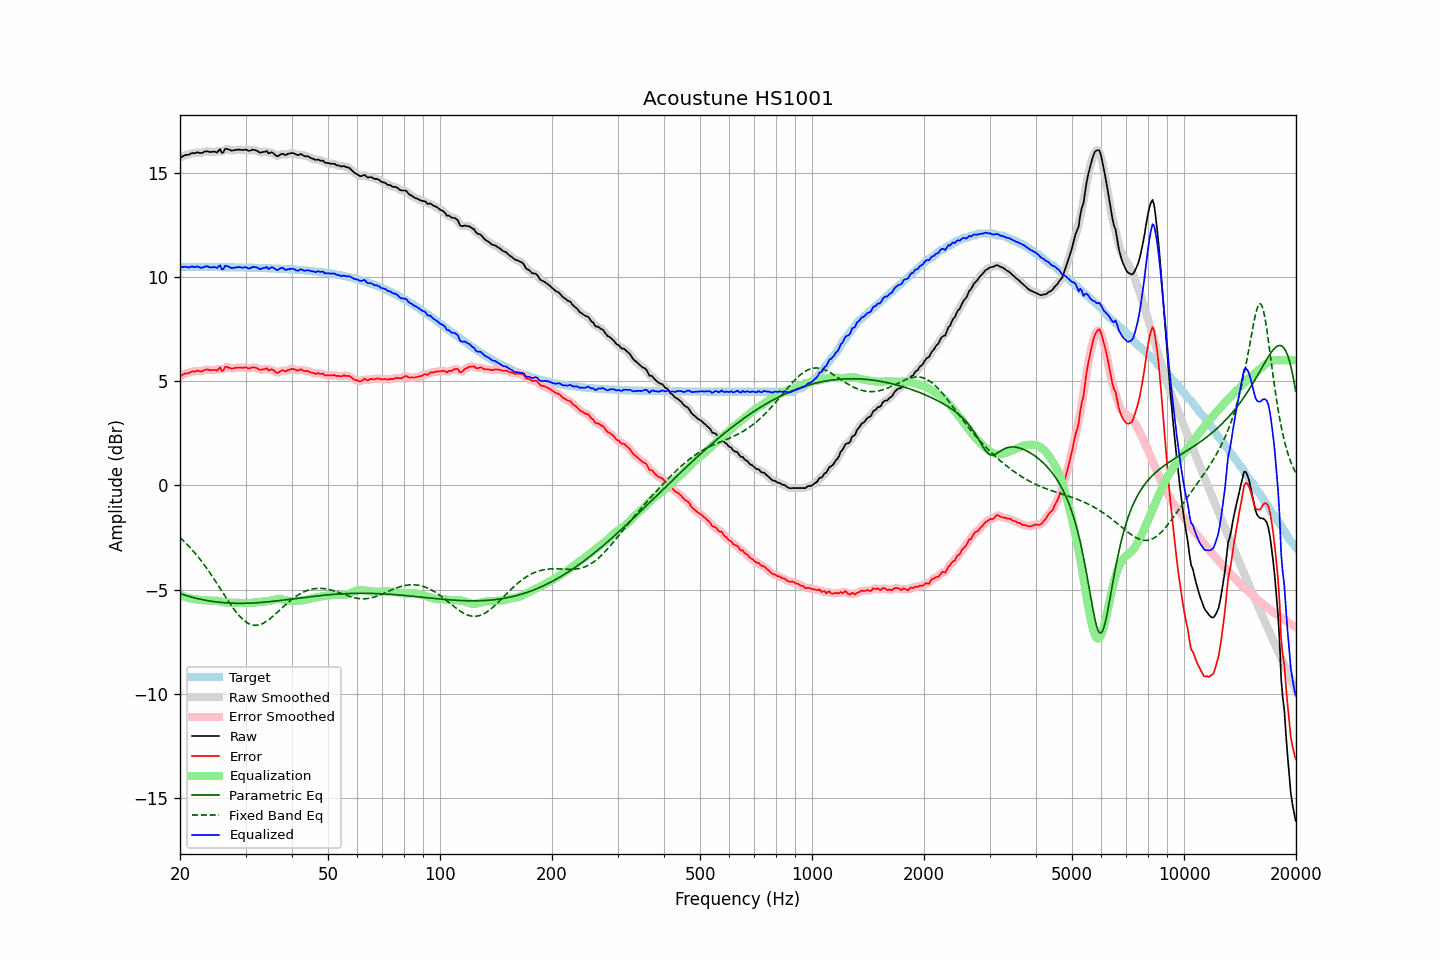 Acoustune HS1001
Amplitude (dBr)
15
10
5
0
−5
−10
−15
Target
Raw Smoothed
Error Smoothed
Raw
Error
Equalization
Parametric Eq
Fixed Band Eq
Equalized
20
50
100
200
500
1000
2000
5000
10000
20000
Frequency (Hz)